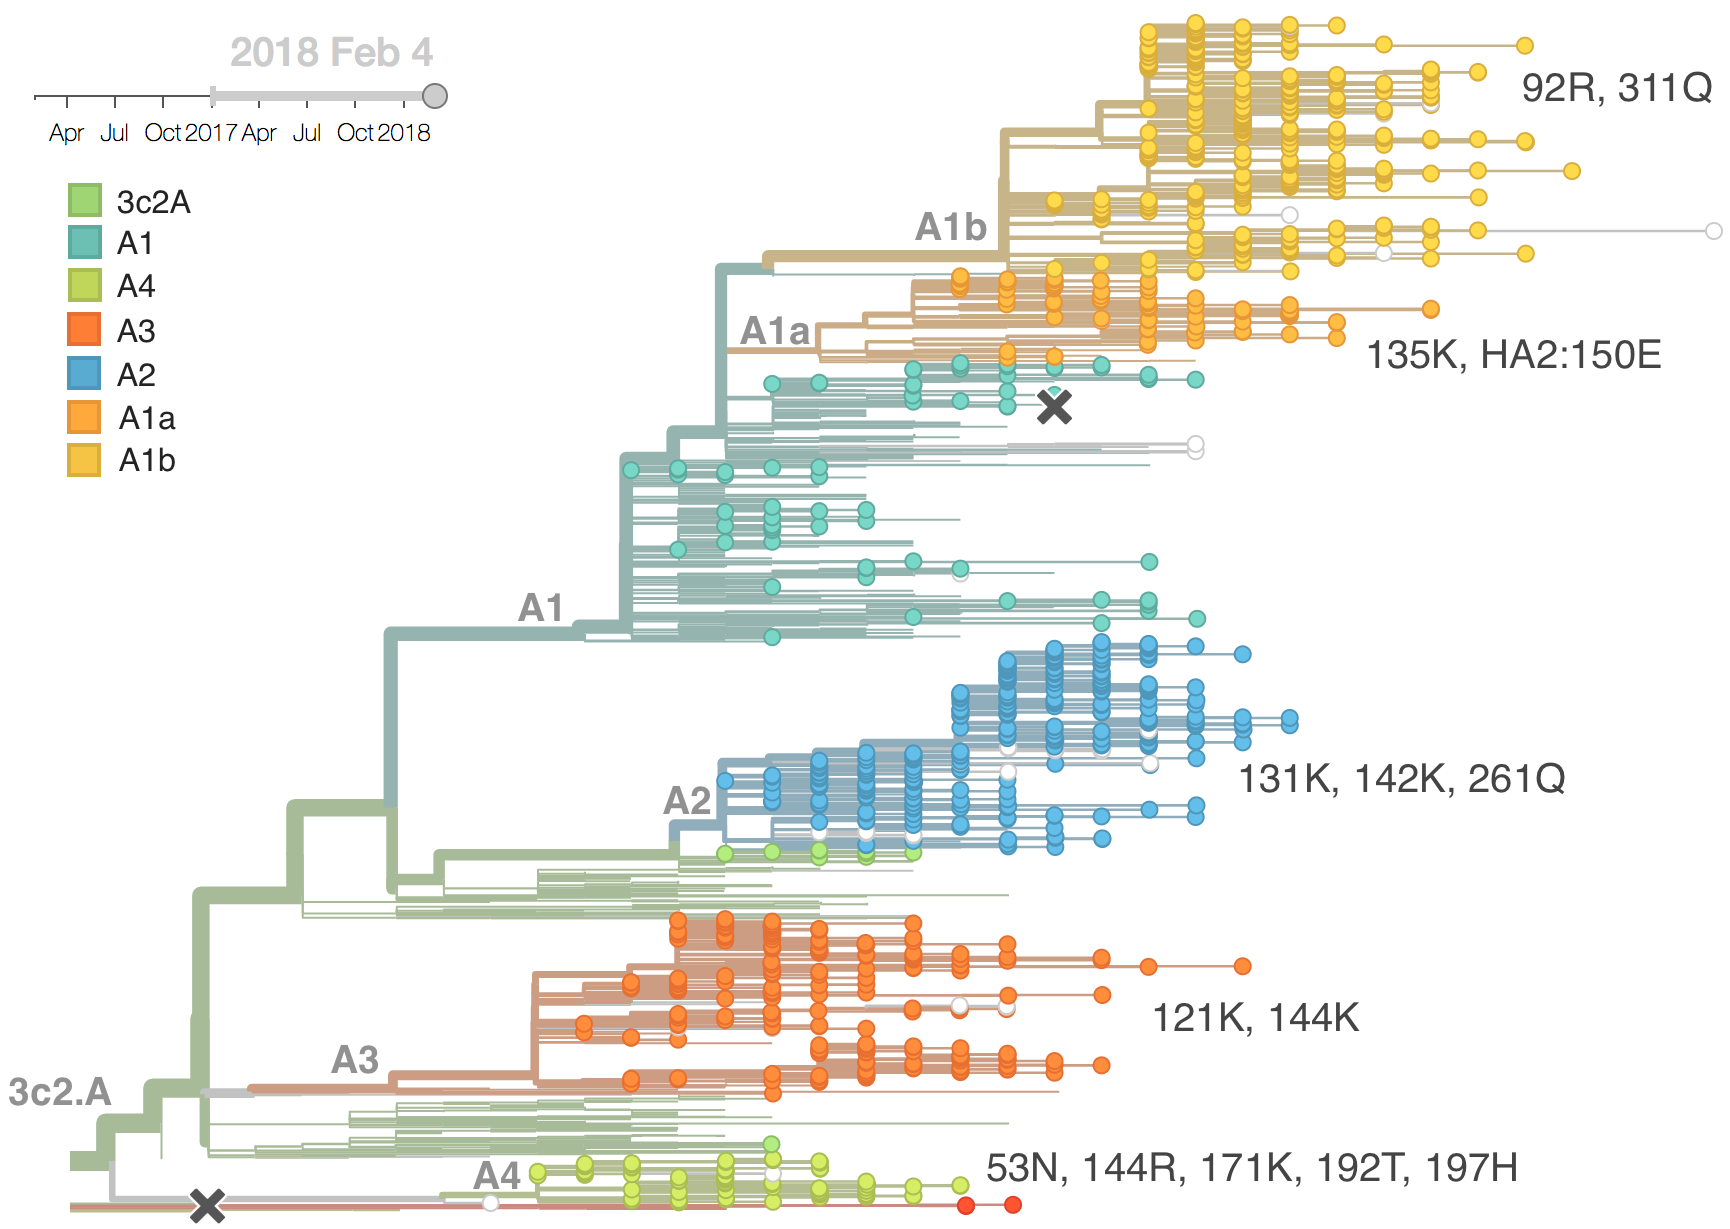 2018 Feb 4
Apr Jul Oct 2017 Apr Jul Oct 2018
3c2A
A1
A4
A3
A2
A1a
A1b
92R, 311Q
A1b
A1a
135K, HA2:150E
A1
A2
131K, 142K, 261Q
121K, 144K
A3
3c2.A
A4
53N, 144R, 171K, 192T, 197H